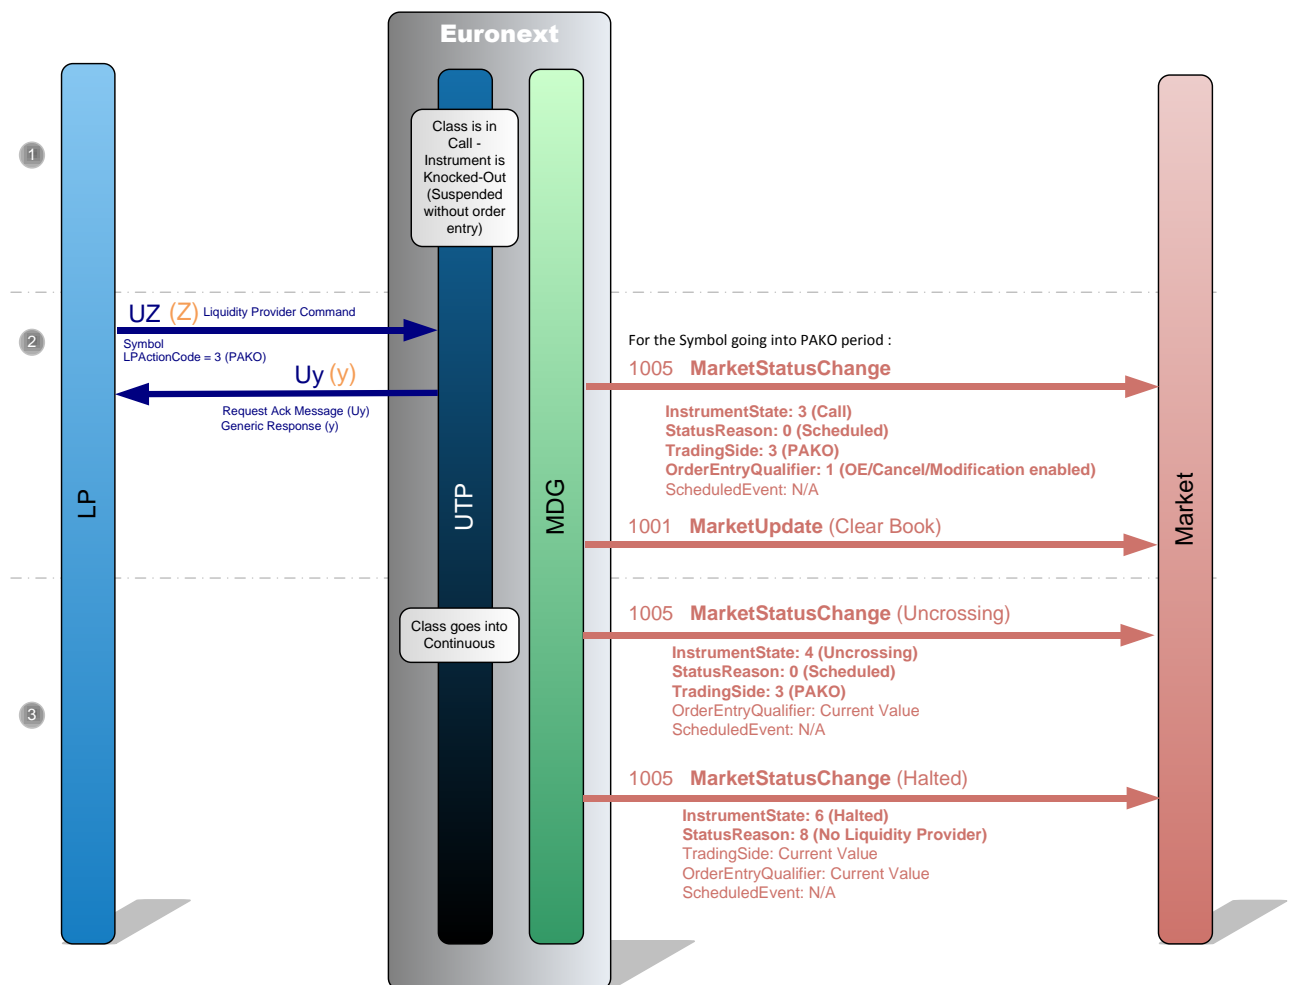 Euronext
1
Class is in
Call -
Instrument is
Knocked-Out
(Suspended
without order
entry)
2
UZ (Z) Liquidity Provider Command
Symbol
LPActionCode = 3 (PAKO)
Uy (y)
Request Ack Message (Uy)
Generic Response (y)
For the Symbol going into PAKO period :
1005 MarketStatusChange
InstrumentState: 3 (Call)
StatusReason: 0 (Scheduled)
TradingSide: 3 (PAKO)
OrderEntryQualifier: 1 (OE/Cancel/Modification enabled)
ScheduledEvent: N/A
1001 MarketUpdate (Clear Book)
LP
UTP
MDG
Market
3
Class goes into
Continuous
1005 MarketStatusChange (Uncrossing)
InstrumentState: 4 (Uncrossing)
StatusReason: 0 (Scheduled)
TradingSide: 3 (PAKO)
OrderEntryQualifier: Current Value
ScheduledEvent: N/A
1005 MarketStatusChange (Halted)
InstrumentState: 6 (Halted)
StatusReason: 8 (No Liquidity Provider)
TradingSide: Current Value
OrderEntryQualifier: Current Value
ScheduledEvent: N/A